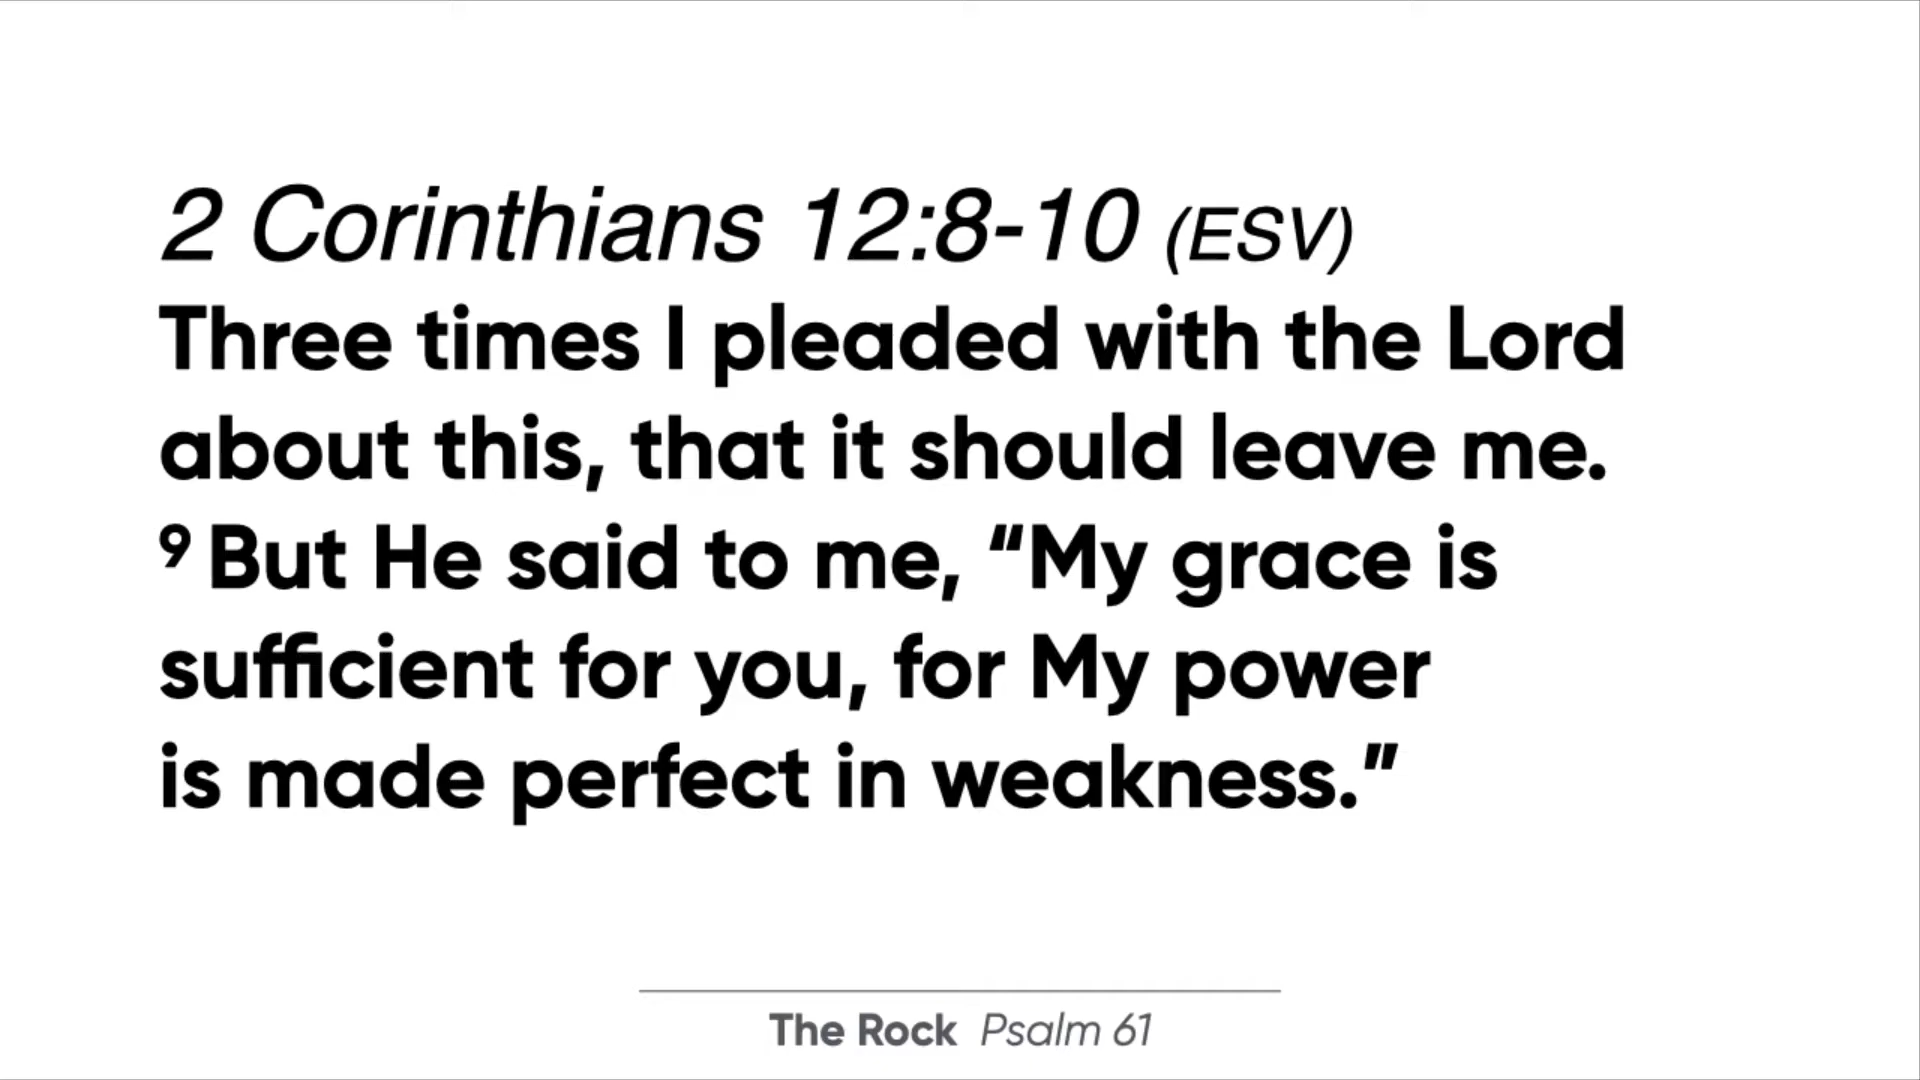 2 Corinthians 12:8-10 (ESV)
Three times I pleaded with the Lord
about this, that it should leave me.
⁹ But He said to me, “My grace is
sufficient for you, for My power
is made perfect in weakness.”
The Rock Psalm 61